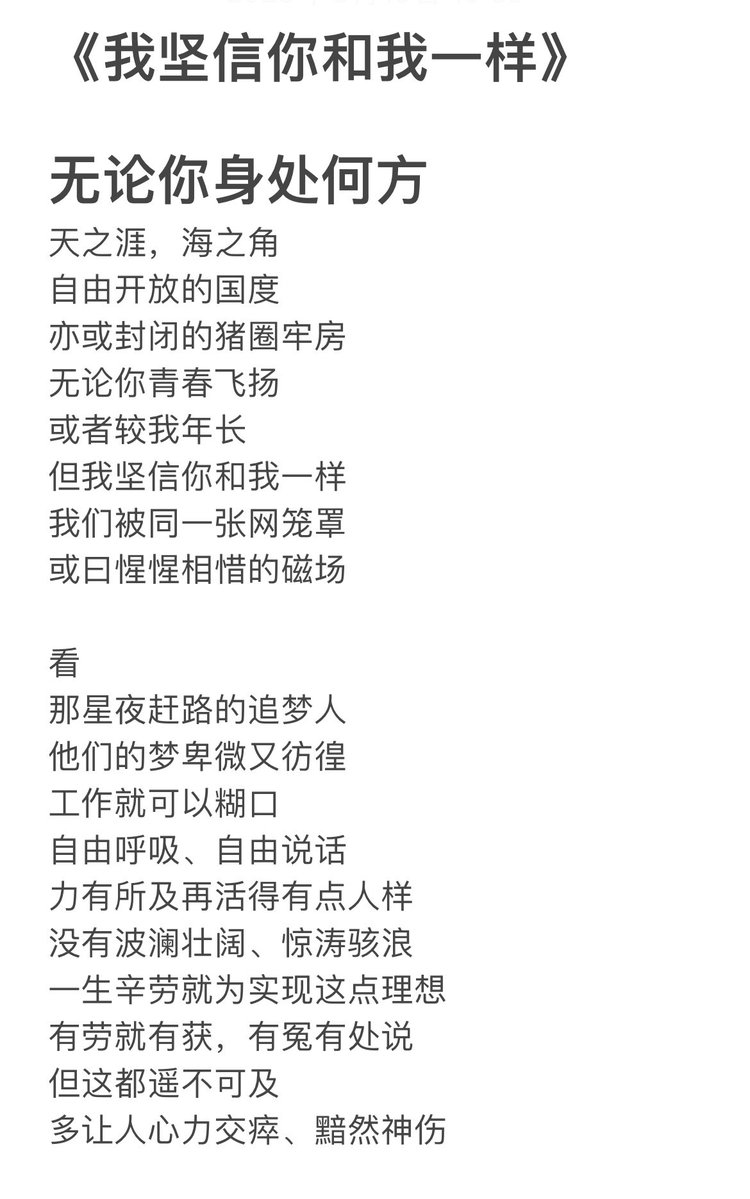 《我坚信你和我一样》
无论你身处何方
天之涯，海之角
自由开放的国度
亦或封闭的猪圈牢房
无论你青春飞扬
或者较我年长
但我坚信你和我一样
我们被同一张网笼罩
或曰惺惺相惜的磁场
看
那星夜赶路的追梦人
他们的梦卑微又彷徨
工作就可以糊口
自由呼吸、自由说话
力有所及再活得有点人样
没有波澜壮阔、惊涛骇浪
一生辛劳就为实现这点理想
有劳就有获，有冤有处说
但这都遥不可及
多让人心力交瘁、黯然神伤